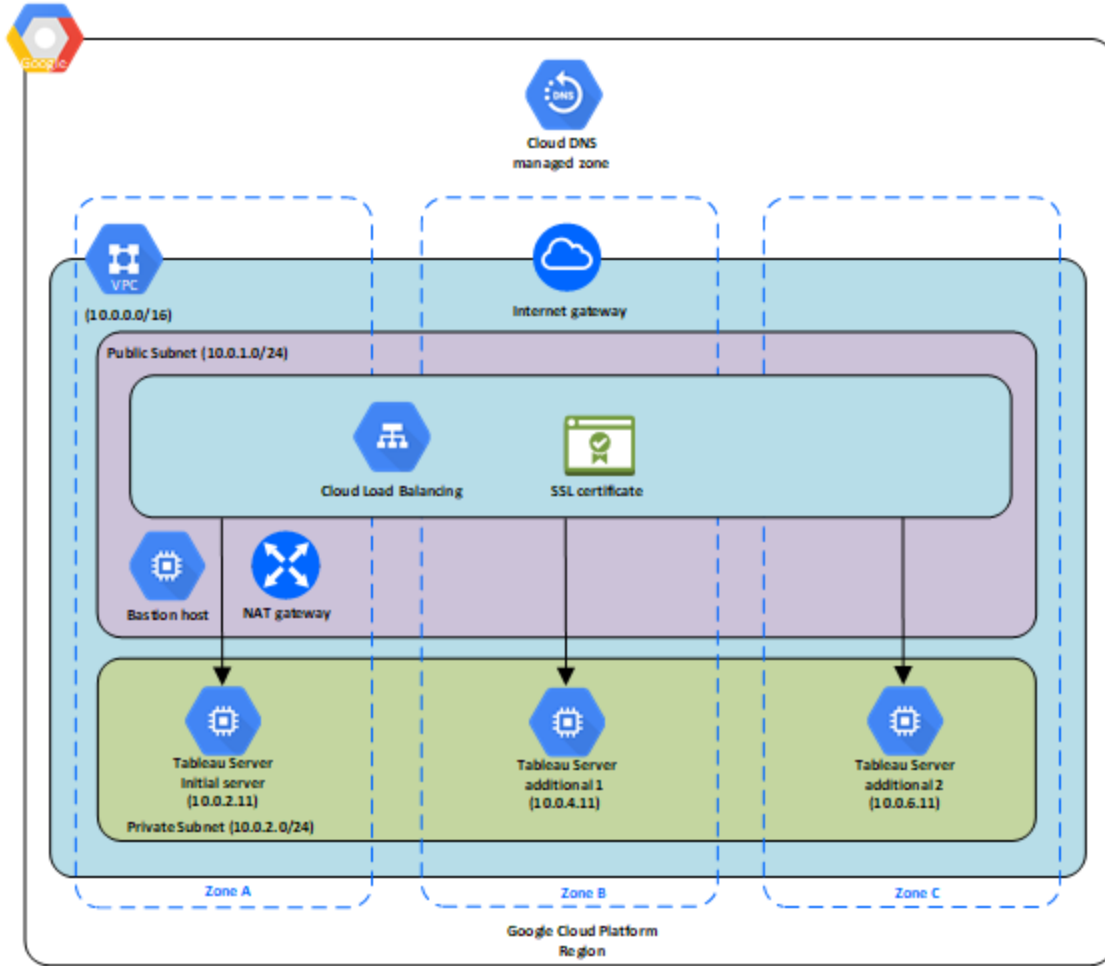 Google
DNS
Cloud DNS
managed zone
VPC
(10.0.0.0/16)
Internet gateway
Public Subnet (10.0.1.0/24)
Cloud Load Balancing
SSL certificate
Bastion host
NAT gateway
Tableau Server
Initial server
(10.0.2.11)
Tableau Server
additional 1
(10.0.4.11)
Tableau Server
additional 2
(10.0.6.11)
Private Subnet (10.0.2.0/24)
Zone A
Zone B
Zone C
Google Cloud Platform
Region